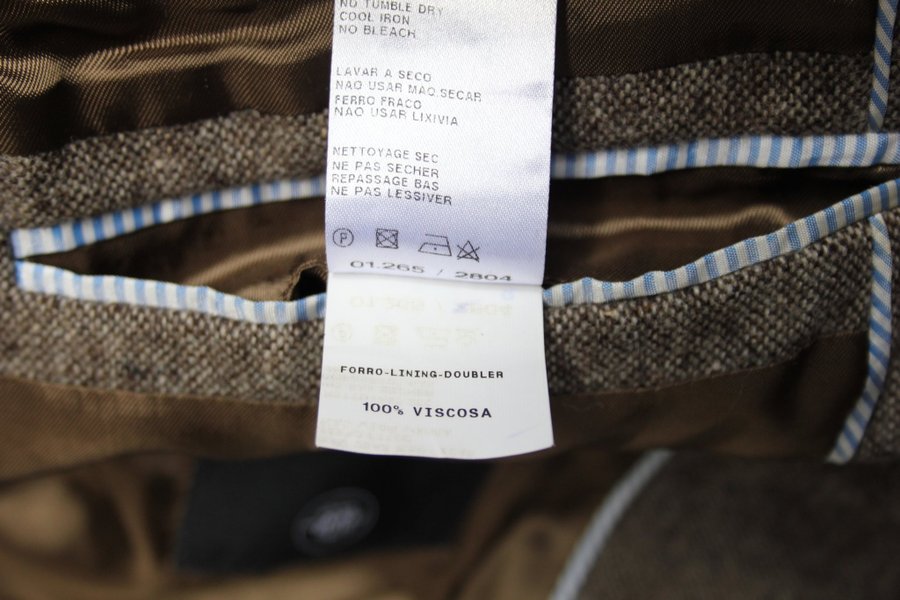 NO TUMBLE DRY
COOL IRON
NO BLEACH
LAVAR A SECO
NAO USAR MAQ.SECAR
FERRO FRACO
NAO USAR LIXIVIA
NETTOYAGE SEC
NE PAS SECHER
REPASSAGE BAS
NE PAS LESSIVER
P
01.265 / 2804
FORRO-LINING-DOUBLER
100% VISCOSA